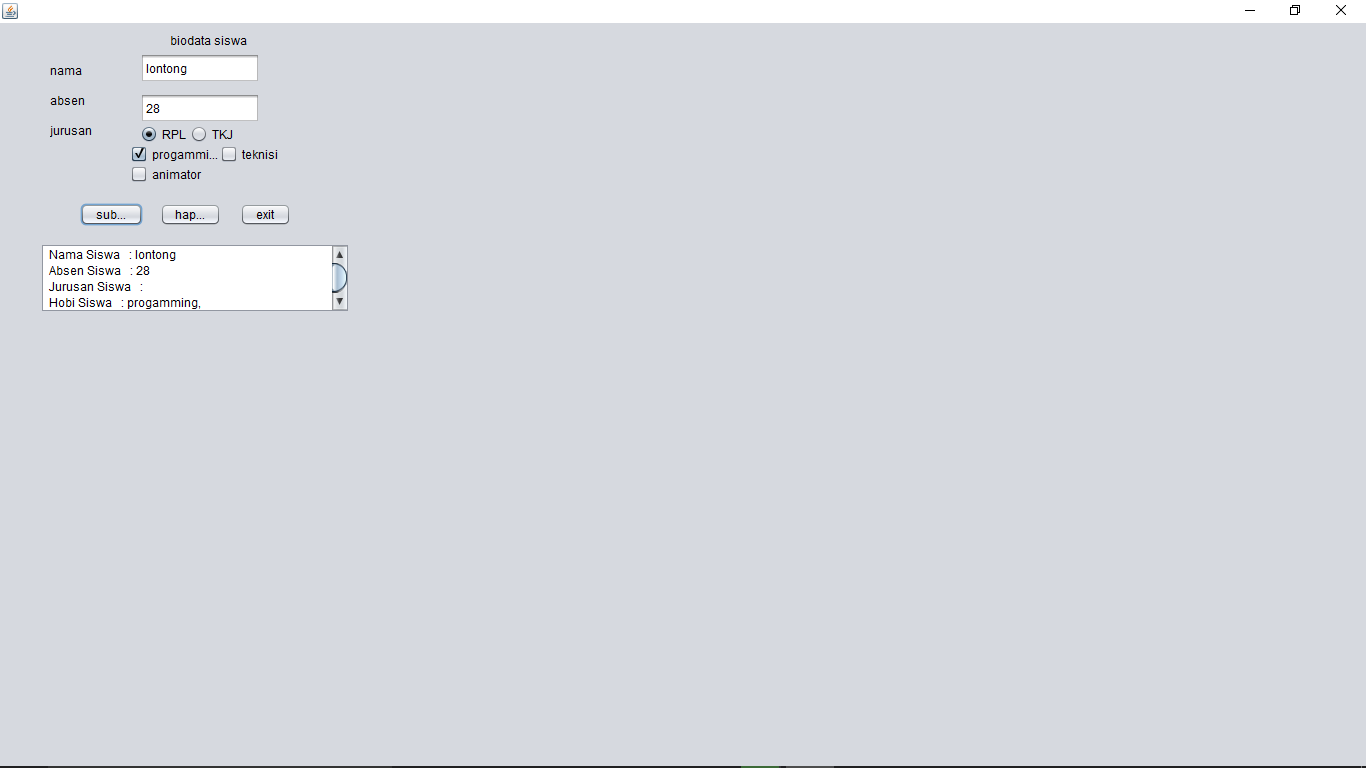 biodata siswa
nama lontong
absen 28
jurusan RPL TKJ
progammi... teknisi
animator
sub... hap... exit
Nama Siswa : lontong
Absen Siswa : 28
Jurusan Siswa :
Hobi Siswa : progamming,